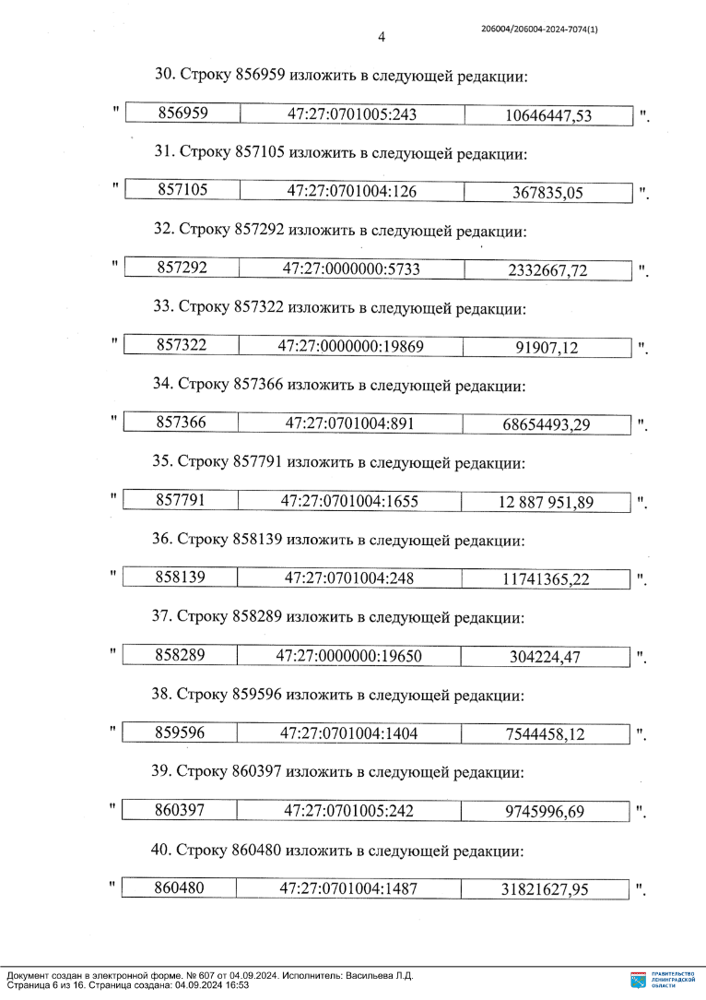 206004/206004-2024-7074(1)
4
30. Строку 856959 изложить в следующей редакции:
" 856959 47:27:0701005:243 10646447,53 ".
31. Строку 857105 изложить в следующей редакции:
" 857105 47:27:0701004:126 367835,05 ".
32. Строку 857292 изложить в следующей редакции:
" 857292 47:27:0000000:5733 2332667,72 ".
33. Строку 857322 изложить в следующей редакции:
" 857322 47:27:0000000:19869 91907,12 ".
34. Строку 857366 изложить в следующей редакции:
" 857366 47:27:0701004:891 68654493,29 ".
35. Строку 857791 изложить в следующей редакции:
" 857791 47:27:0701004:1655 12 887 951,89 ".
36. Строку 858139 изложить в следующей редакции:
" 858139 47:27:0701004:248 11741365,22 ".
37. Строку 858289 изложить в следующей редакции:
" 858289 47:27:0000000:19650 304224,47 ".
38. Строку 859596 изложить в следующей редакции:
" 859596 47:27:0701004:1404 7544458,12 ".
39. Строку 860397 изложить в следующей редакции:
" 860397 47:27:0701005:242 9745996,69 ".
40. Строку 860480 изложить в следующей редакции:
" 860480 47:27:0701004:1487 31821627,95 ".
Документ создан в электронной форме. № 607 от 04.09.2024. Исполнитель: Васильева Л.Д.
Страница 6 из 16. Страница создана: 04.09.2024 16:53
ПРАВИТЕЛЬСТВО
ЛЕНИНГРАДСКОЙ
ОБЛАСТИ